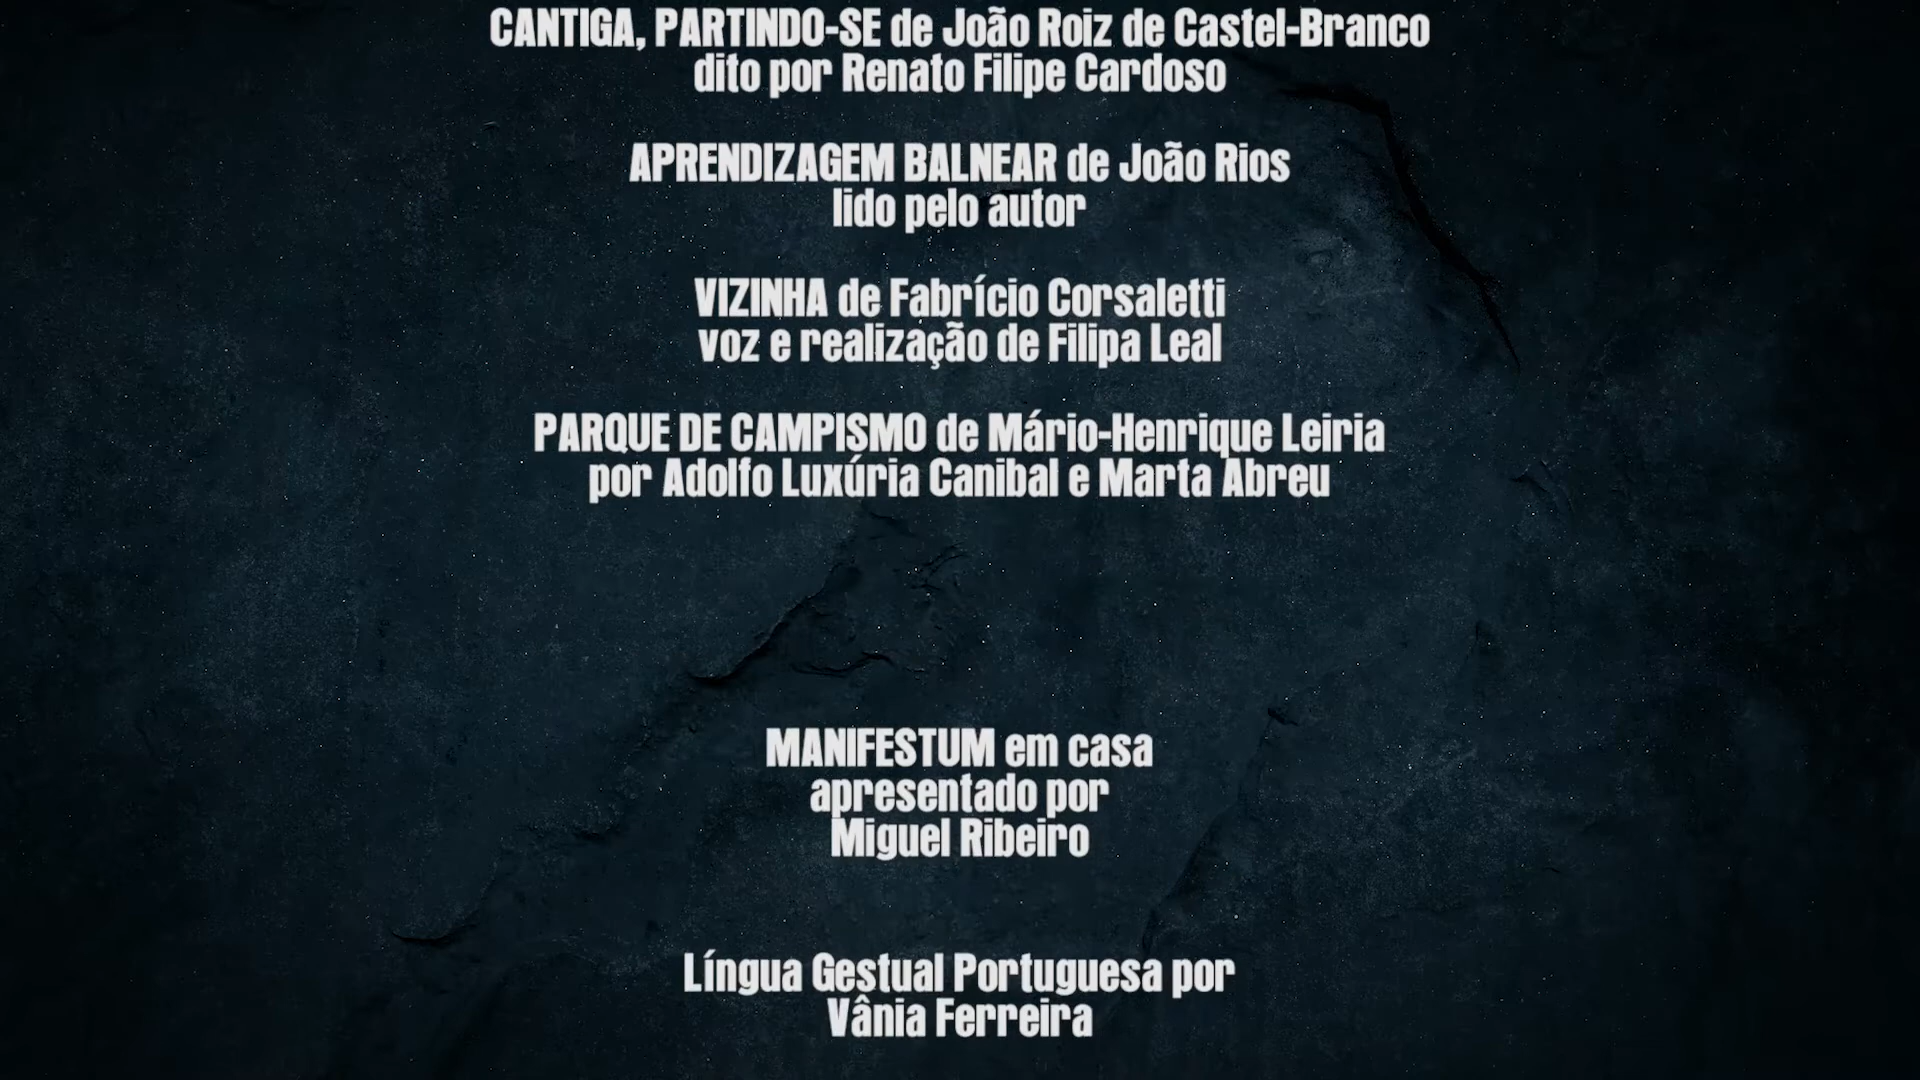 CANTIGA, PARTINDO-SE de João Roiz de Castel-Branco
dito por Renato Filipe Cardoso
APRENDIZAGEM BALNEAR de João Rios
lido pelo autor
VIZINHA de Fabrício Corsaletti
voz e realização de Filipa Leal
PARQUE DE CAMPISMO de Mário-Henrique Leiria
por Adolfo Luxúria Canibal e Marta Abreu
MANIFESTUM em casa
apresentado por
Miguel Ribeiro
Língua Gestual Portuguesa por
Vânia Ferreira